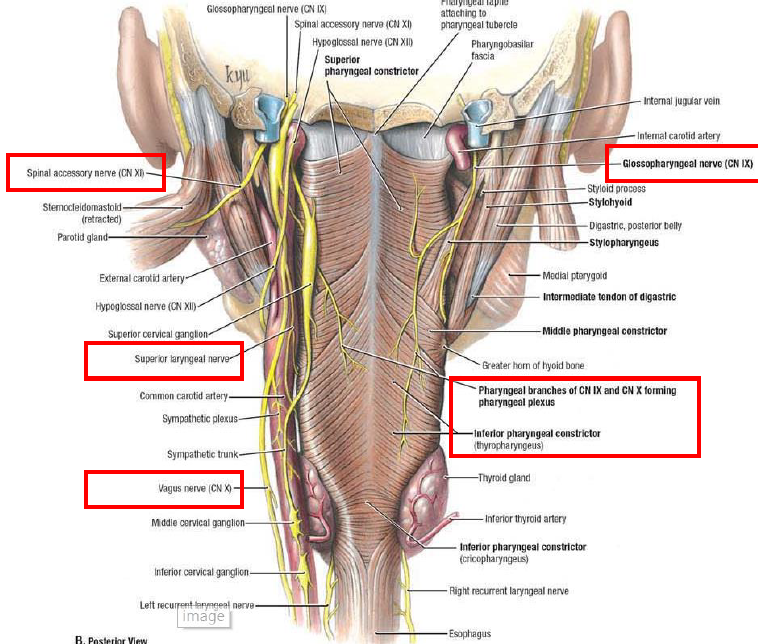 Pharyngeal raphe
attaching to
pharyngeal tubercle
Glossopharyngeal nerve (CN IX)
Spinal accessory nerve (CN XI)
Hypoglossal nerve (CN XII)
Pharyngobasilar
fascia
Superior
pharyngeal constrictor
kyu
Internal jugular vein
Internal carotid artery
Glossopharyngeal nerve (CN IX)
Spinal accessory nerve (CN XI)
Styloid process
Stylohyoid
Sternocleidomastoid
(retracted)
Digastric, posterior belly
Parotid gland
Stylopharyngeus
External carotid artery
Medial pterygoid
Hypoglossal nerve (CN XII)
Intermediate tendon of digastric
Superior cervical ganglion
Middle pharyngeal constrictor
Superior laryngeal nerve
Greater horn of hyoid bone
Common carotid artery
Pharyngeal branches of CN IX and CN X forming
pharyngeal plexus
Sympathetic plexus
Inferior pharyngeal constrictor
(thyropharyngeus)
Sympathetic trunk
Thyroid gland
Vagus nerve (CN X)
Middle cervical ganglion
Inferior thyroid artery
Inferior pharyngeal constrictor
(cricopharyngeus)
Inferior cervical ganglion
Right recurrent laryngeal nerve
Left recurrent laryngeal nerve
Image
Esophagus
B. Posterior View